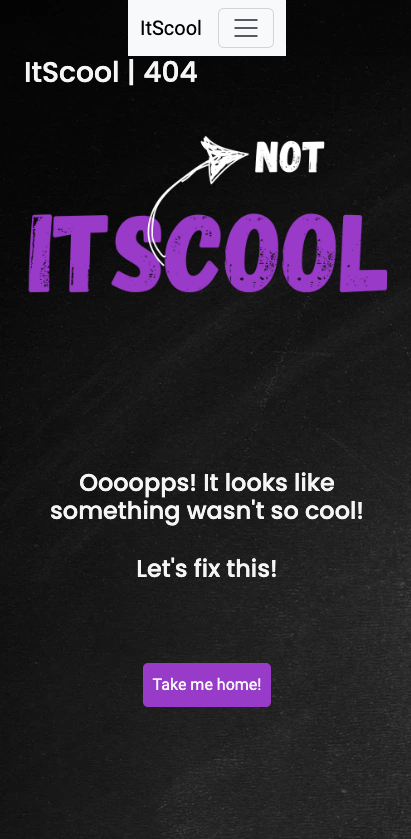 ItScool
ItScool | 404
NOT
ITSCOOL
Oooopps! It looks like
something wasn't so cool!
Let's fix this!
Take me home!